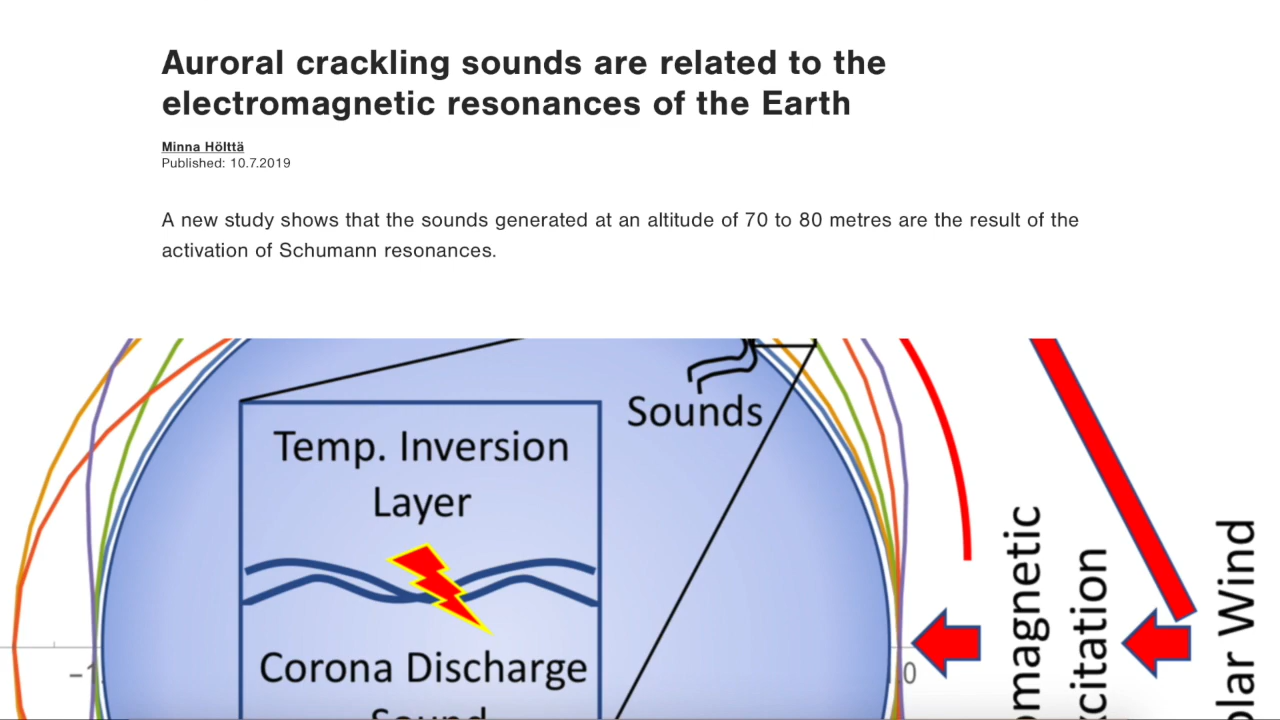 Auroral crackling sounds are related to the
electromagnetic resonances of the Earth
Minna Hölttä
Published: 10.7.2019
A new study shows that the sounds generated at an altitude of 70 to 80 metres are the result of the
activation of Schumann resonances.
Sounds
Temp. Inversion
Layer
Corona Discharge
Sound
omagnetic
citation
olar Wind